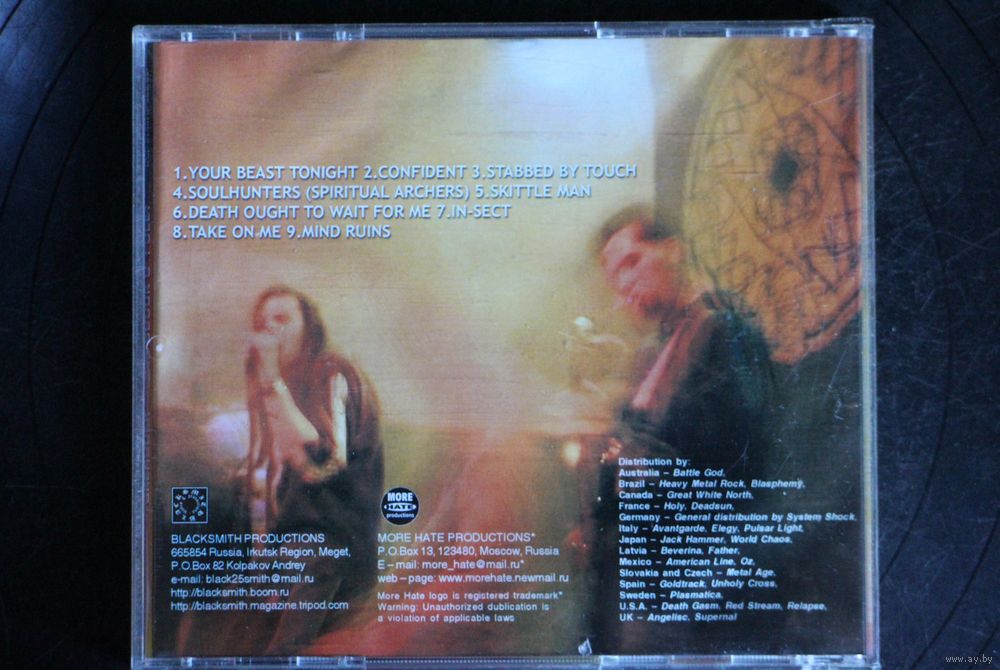 1.YOUR BEAST TONIGHT 2.CONFIDENT 3.STABBED BY TOUCH
4.SOULHUNTERS (SPIRITUAL ARCHERS) 5.SKITTLE MAN
6.DEATH OUGHT TO WAIT FOR ME 7.IN-SECT
8.TAKE ON ME 9.MIND RUINS
BLACKSMITH PRODUCTIONS
665854 Russia, Irkutsk Region, Meget,
P.O.Box 82 Kolpakov Andrey
e-mail: black25smith@mail.ru
http://blacksmith.boom.ru
http://blacksmith.magazine.tripod.com
MORE
HATE
productions
MORE HATE PRODUCTIONS*
P.O.Box 13, 123480, Moscow, Russia
E-mail: more_hate@mail.ru*
web-page: www.morehate.newmail.ru
More Hate logo is registered trademark*
Warning: Unauthorized dublication is
a violation of applicable laws
Distribution by:
Australia – Battle God,
Brazil – Heavy Metal Rock, Blasphemy,
Canada – Great White North,
France – Holy, Deadsun,
Germany – General distribution by System Shock,
Italy – Avantgarde, Elegy, Pulsar Light,
Japan – Jack Hammer, World Chaos,
Latvia – Beverina, Father,
Mexico – American Line, Oz,
Slovakia and Czech – Metal Age,
Spain – Goldtrack, Unholy Cross,
Sweden – Plasmatica,
U.S.A. – Death Gasm, Red Stream, Relapse,
UK – Angelisc, Supernal
www.ay.by